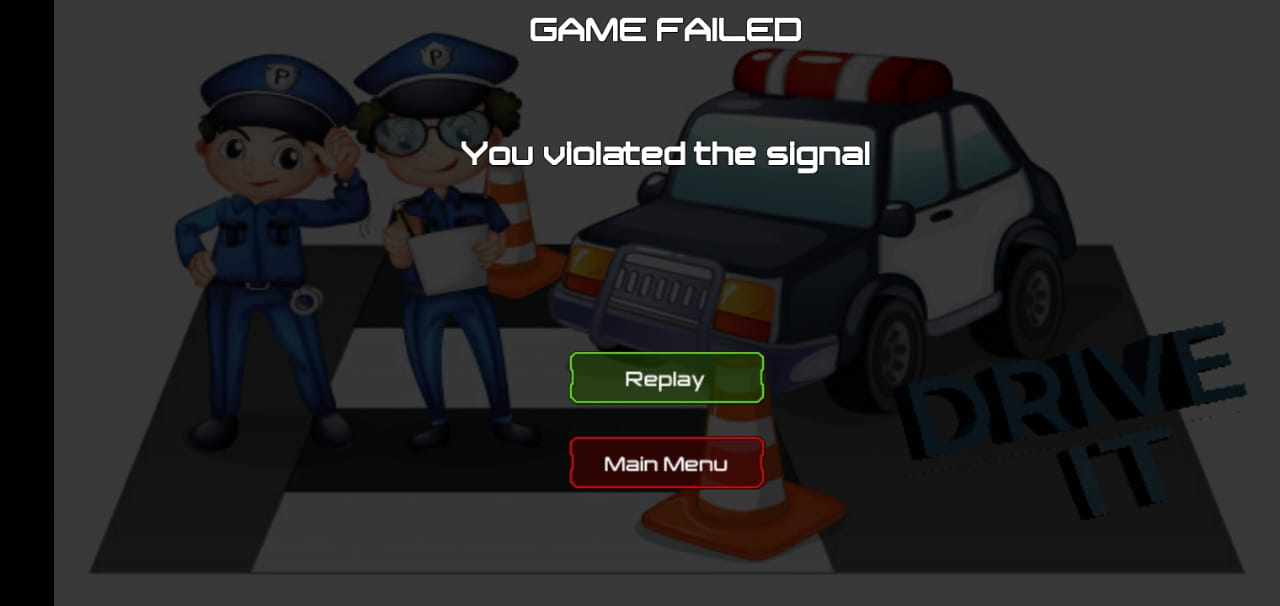 GAME FAILED
P
P
You violated the signal
Replay
DRIVE
IT
Main Menu